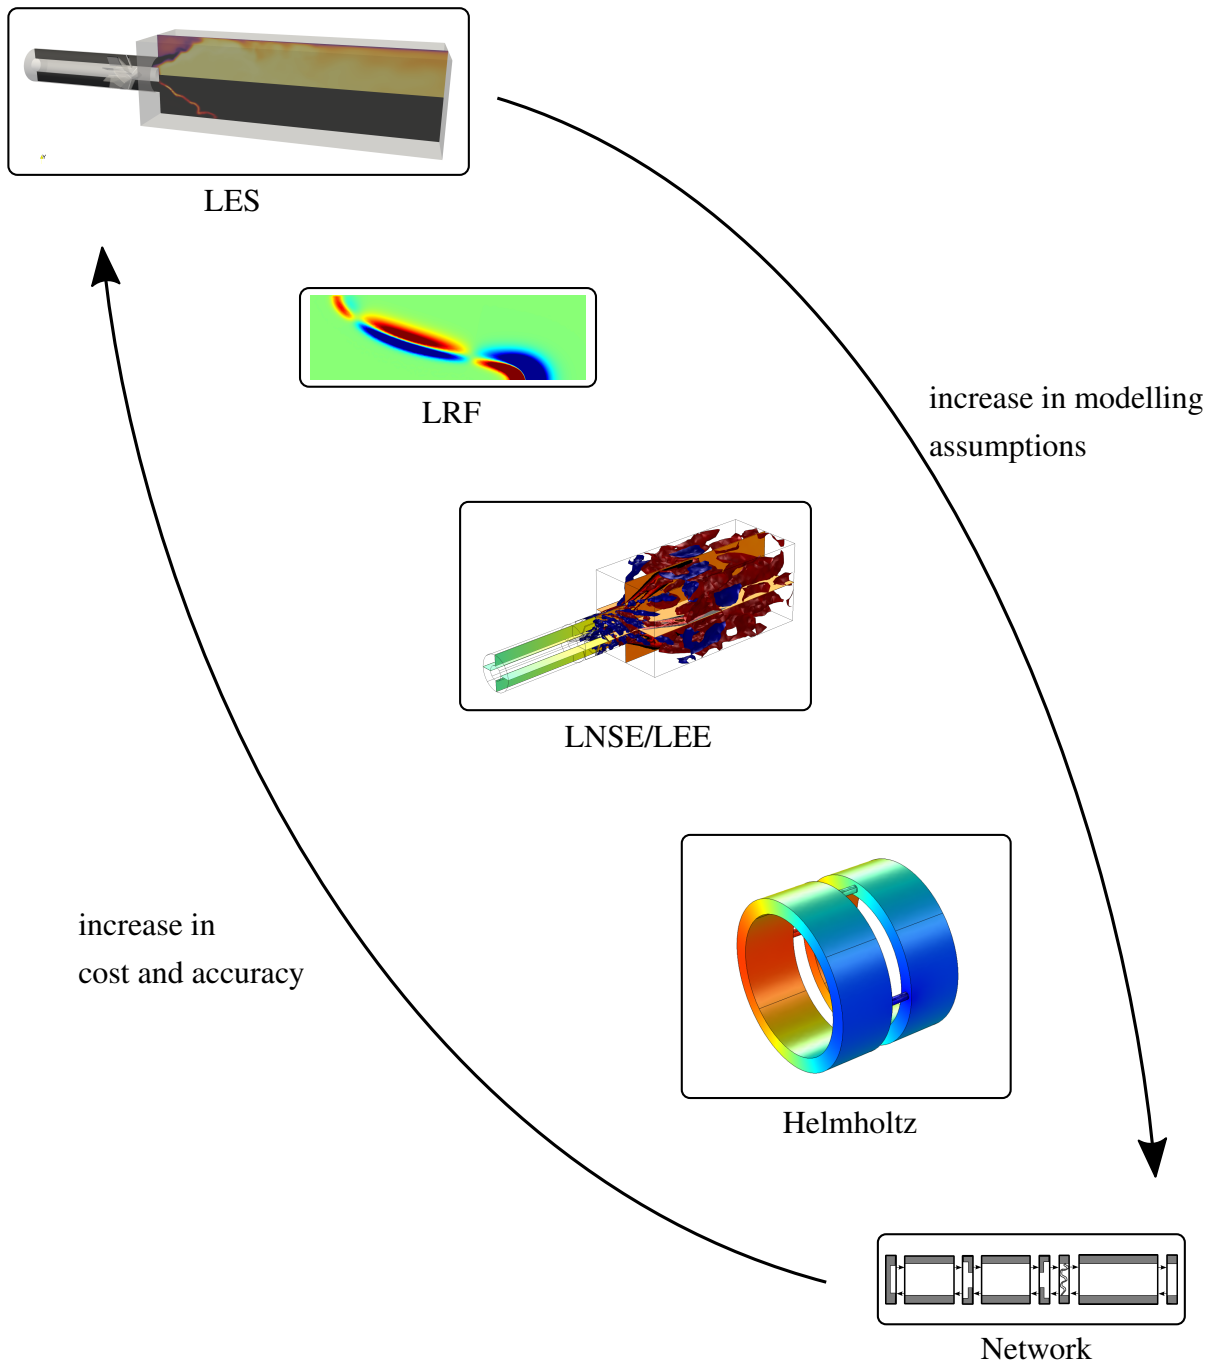 LES
LRF
increase in modelling
assumptions
LNSE/LEE
increase in
cost and accuracy
Helmholtz
Network